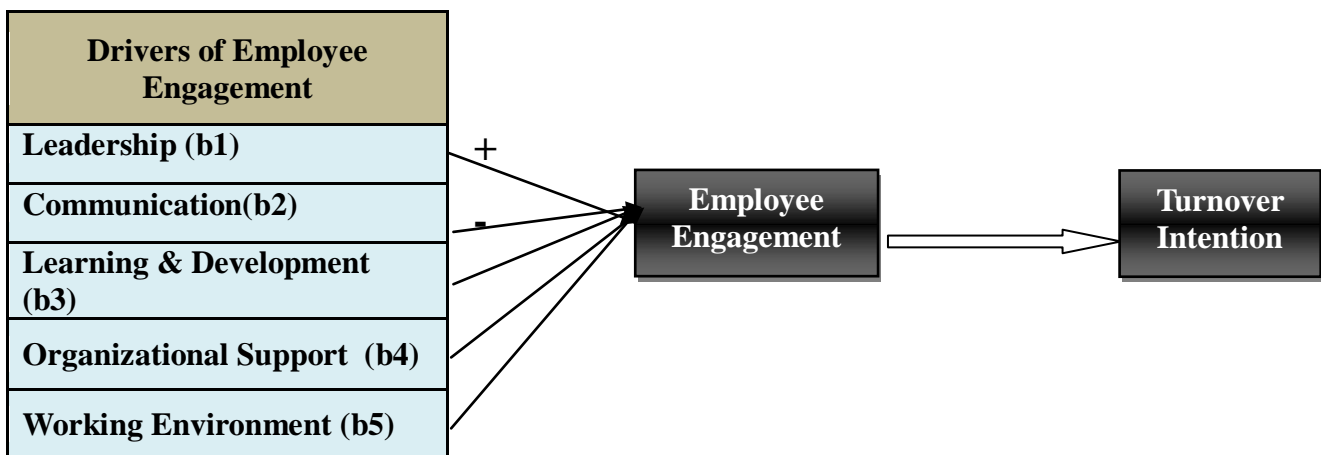 Drivers of Employee
Engagement
Leadership (b1)
Communication(b2)
Learning & Development
(b3)
Organizational Support (b4)
Working Environment (b5)
+
-
Employee
Engagement
Turnover
Intention